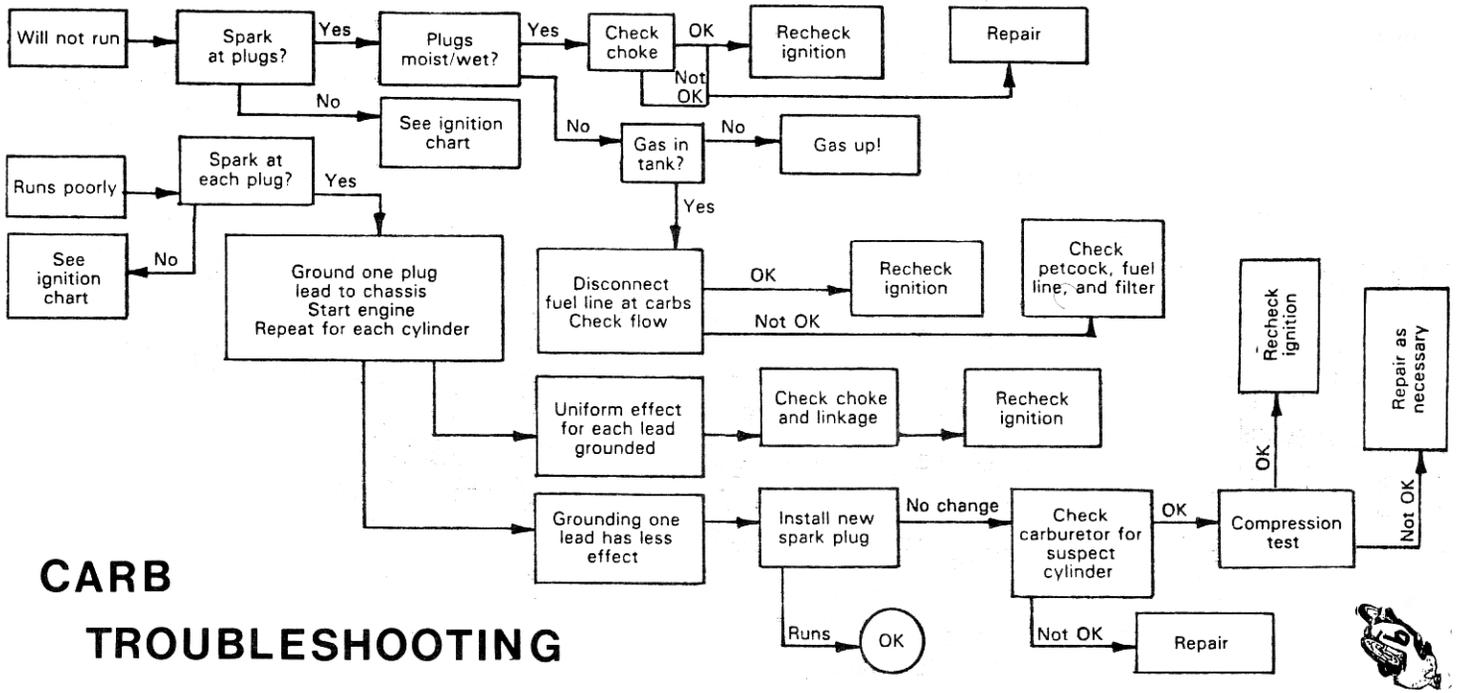 Will not run
Spark
at plugs?
Yes
Plugs
moist/wet?
Yes
Check
choke
OK
Recheck
ignition
Repair
Not
OK
No
See ignition
chart
No
Gas in
tank?
No
Gas up!
Yes
Runs poorly
Spark at
each plug?
Yes
No
See
ignition
chart
Ground one plug
lead to chassis
Start engine
Repeat for each cylinder
Disconnect
fuel line at carbs
Check flow
OK
Recheck
ignition
Not OK
Check
petcock, fuel
line, and filter
Uniform effect
for each lead
grounded
Check choke
and linkage
Recheck
ignition
Grounding one
lead has less
effect
Install new
spark plug
No change
Check
carburetor for
suspect
cylinder
OK
Compression
test
OK
Recheck
ignition
Not OK
Repair as
necessary
Runs
OK
Not OK
Repair
CARB
TROUBLESHOOTING